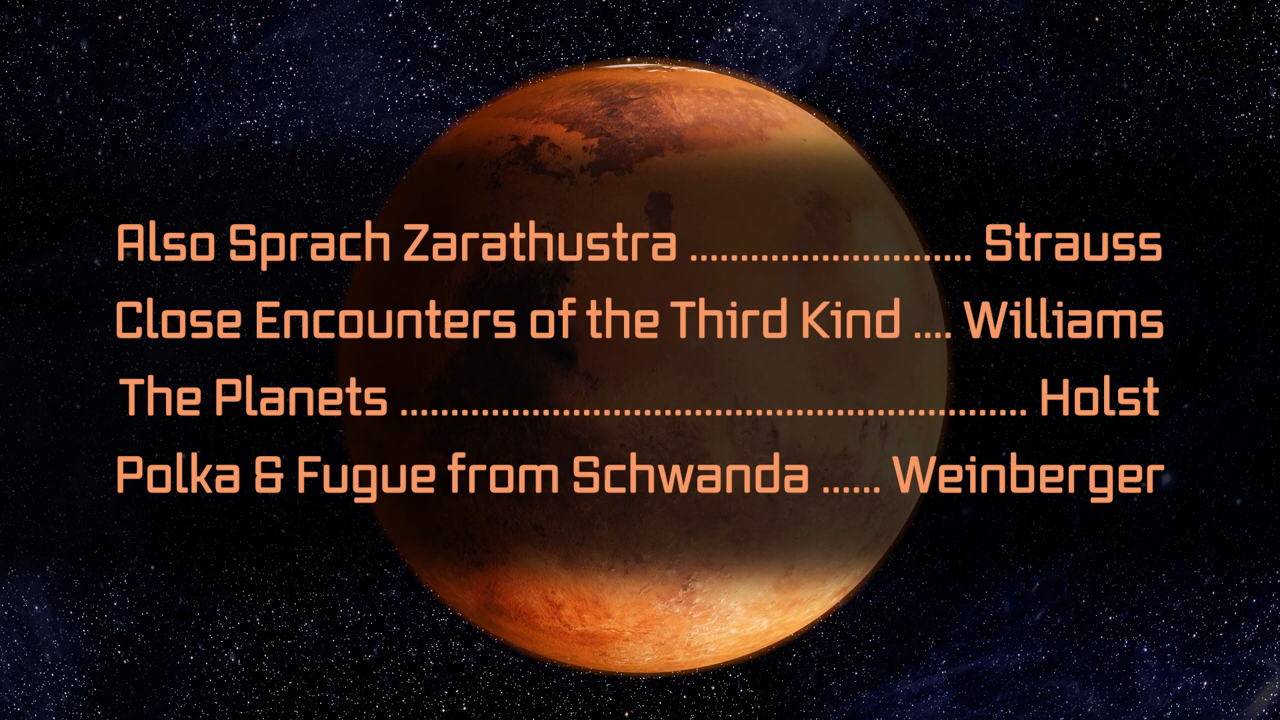 Also Sprach Zarathustra ............................ Strauss
Close Encounters of the Third Kind .... Williams
The Planets .............................................................. Holst
Polka & Fugue from Schwanda ...... Weinberger